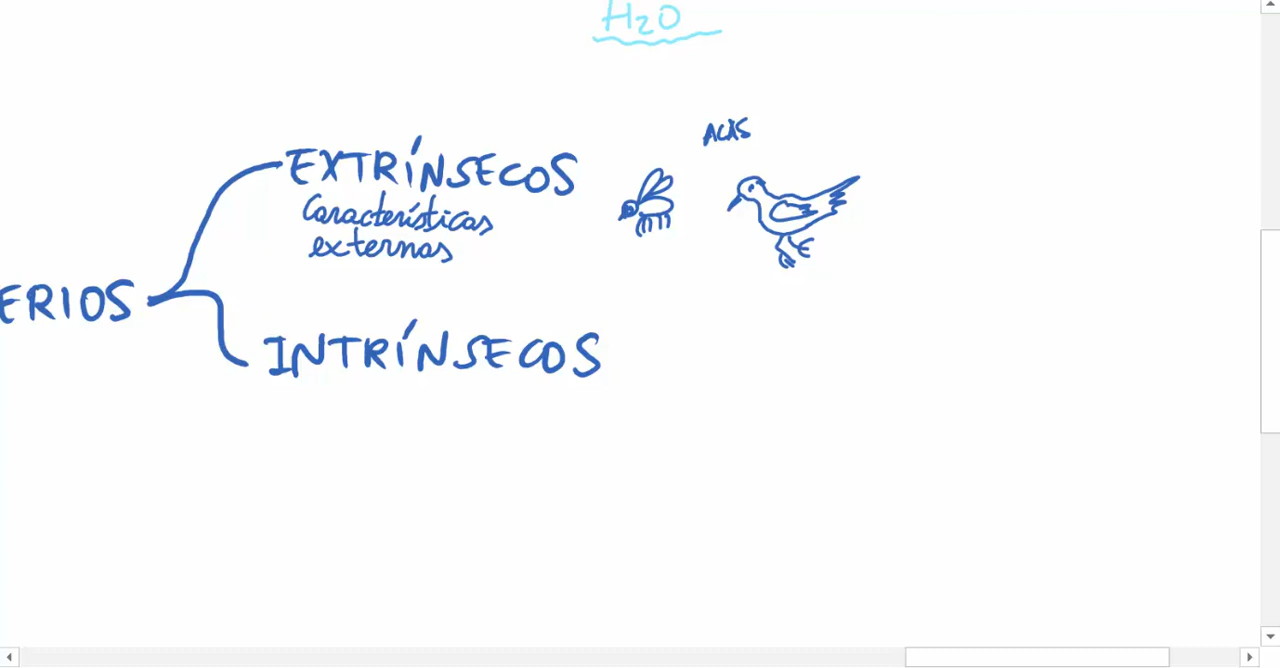 H₂O
ALAS
EXTRÍNSECOS
Características
externas
ERIOS
INTRÍNSECOS